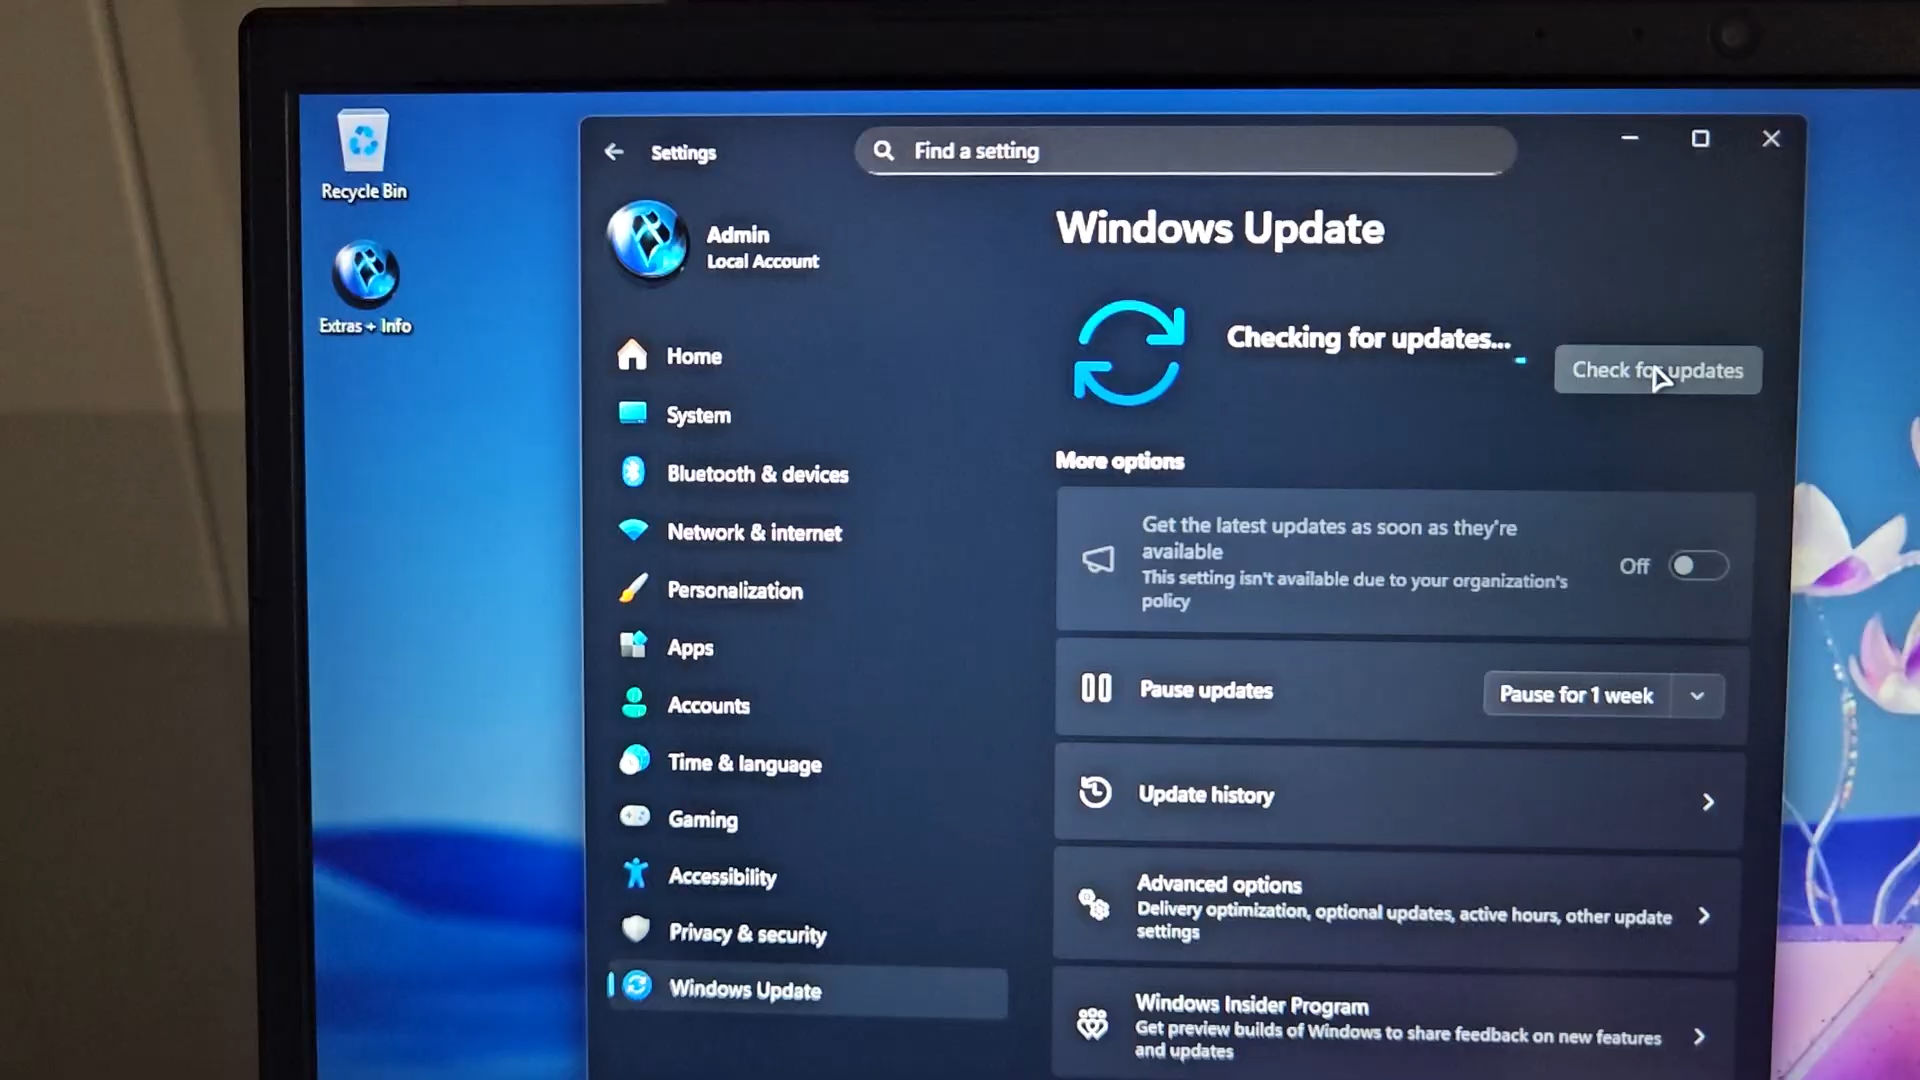 Recycle Bin
Extras + Info
Settings
Find a setting
Admin
Local Account
Home
System
Bluetooth & devices
Network & internet
Personalization
Apps
Accounts
Time & language
Gaming
Accessibility
Privacy & security
Windows Update
Windows Update
Checking for updates...
Check for updates
More options
Get the latest updates as soon as they're
available
This setting isn't available due to your organization's
policy
Off
Pause updates
Pause for 1 week
Update history
Advanced options
Delivery optimization, optional updates, active hours, other update
settings
Windows Insider Program
Get preview builds of Windows to share feedback on new features
and updates